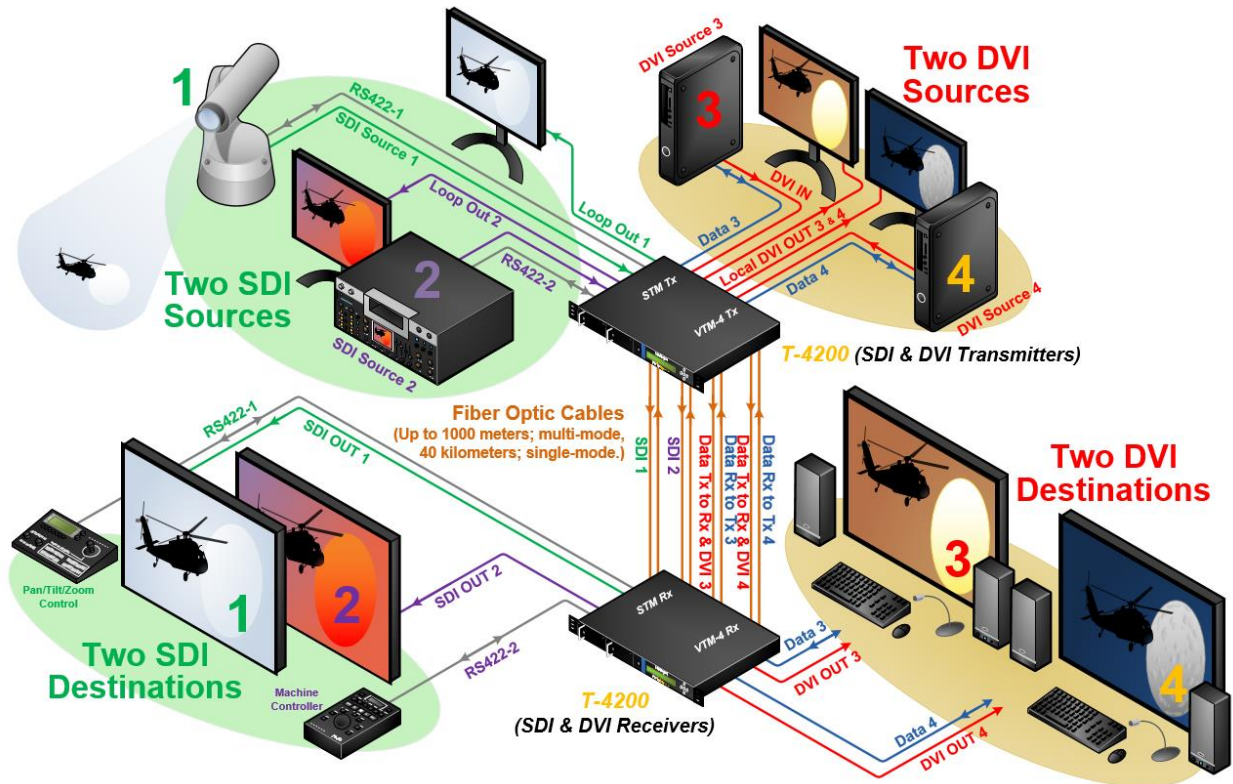 1
RS422-1
SDI Source 1
Loop Out 2
Loop Out 1
RS422-2
2
Two SDI
Sources
SDI Source 2
DVI Source 3
3
Two DVI
Sources
DVI IN
Data 3
Local DVI OUT 3 & 4
Data 4
4
DVI Source 4
STM Tx
VTM-4 Tx
T-4200 (SDI & DVI Transmitters)
Fiber Optic Cables
(Up to 1000 meters; multi-mode,
40 kilometers; single-mode.)
SDI 1
SDI 2
Data Tx to Rx & DVI 3
Data Rx to Tx 3
Data Tx to Rx & DVI 4
Data Rx to Tx 4
RS422-1
SDI OUT 1
1
2
Pan/Tilt/Zoom
Control
SDI OUT 2
RS422-2
Two SDI
Destinations
Machine
Controller
STM Rx
VTM-4 Rx
T-4200
(SDI & DVI Receivers)
Two DVI
Destinations
3
4
Data 3
DVI OUT 3
Data 4
DVI OUT 4